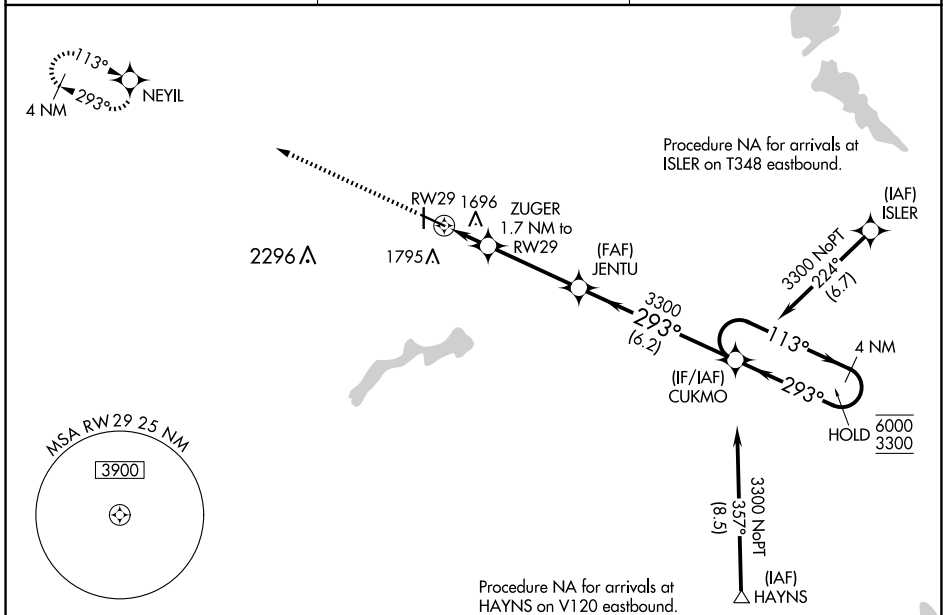 113°
293°
4 NM
NEYIL
Procedure NA for arrivals at
ISLER on T348 eastbound.
(IAF)
ISLER
RW29
1696
ZUGER
1.7 NM to
RW29
2296
1795
(FAF)
JENTU
3300 NoPT
224°
(6.7)
3300
293°
(6.2)
113°
4 NM
293°
(IF/IAF)
CUKMO
HOLD
6000
3300
MSA RW29 25 NM
3900
3300 NoPT
357°
(8.5)
(IAF)
HAYNS
Procedure NA for arrivals at
HAYNS on V120 eastbound.